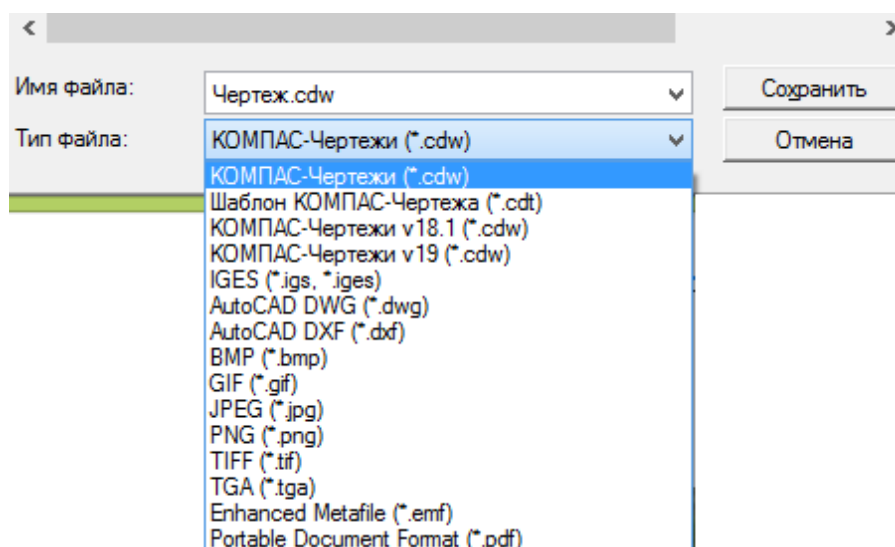 Имя файла: Чертеж.cdw Сохранить
Тип файла: КОМПАС-Чертежи (*.cdw) Отмена
КОМПАС-Чертежи (*.cdw)
Шаблон КОМПАС-Чертежа (*.cdt)
КОМПАС-Чертежи v18.1 (*.cdw)
КОМПАС-Чертежи v19 (*.cdw)
IGES (*.igs, *.iges)
AutoCAD DWG (*.dwg)
AutoCAD DXF (*.dxf)
BMP (*.bmp)
GIF (*.gif)
JPEG (*.jpg)
PNG (*.png)
TIFF (*.tif)
TGA (*.tga)
Enhanced Metafile (*.emf)
Portable Document Format (*.pdf)